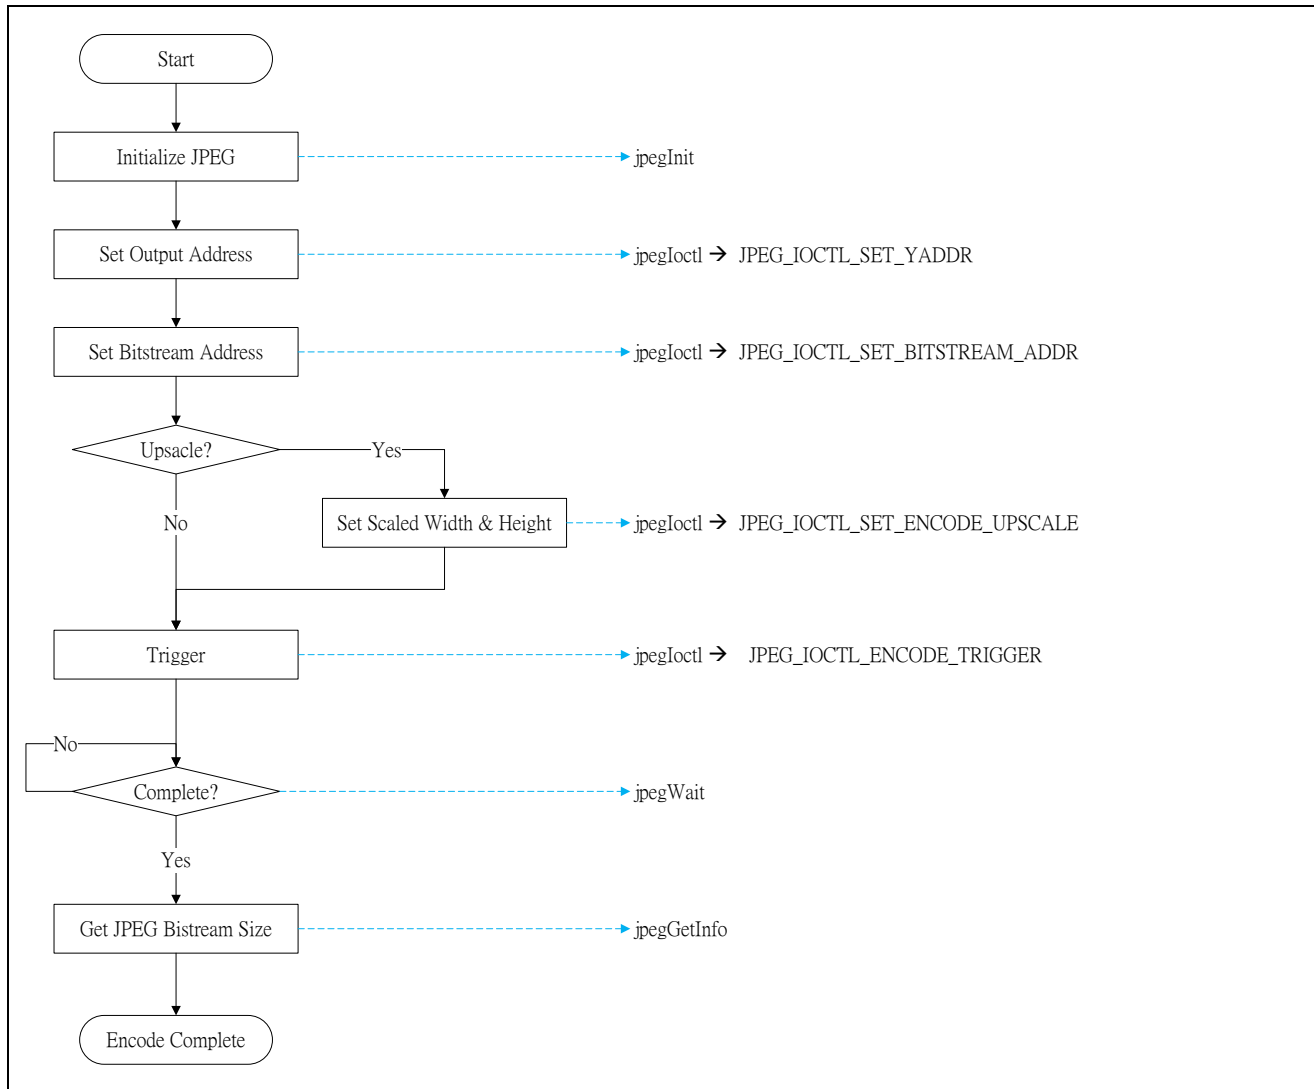 Start
Initialize JPEG jpegInit
Set Output Address jpegIoctl → JPEG_IOCTL_SET_YADDR
Set Bitstream Address jpegIoctl → JPEG_IOCTL_SET_BITSTREAM_ADDR
Upsacle? Yes
No Set Scaled Width & Height jpegIoctl → JPEG_IOCTL_SET_ENCODE_UPSCALE
Trigger jpegIoctl → JPEG_IOCTL_ENCODE_TRIGGER
No
Complete? jpegWait
Yes
Get JPEG Bistream Size jpegGetInfo
Encode Complete